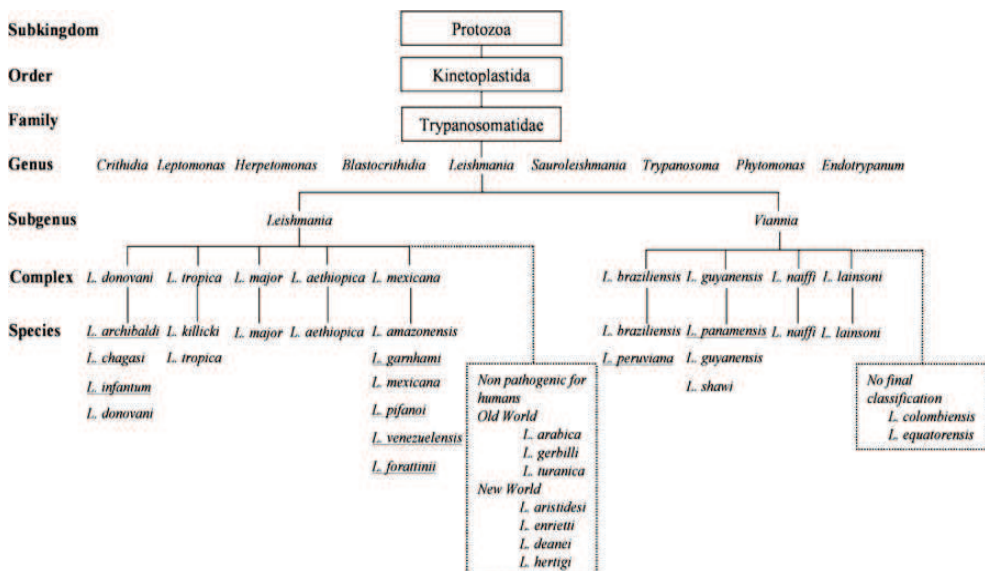 Subkingdom Protozoa
Order Kinetoplastida
Family Trypanosomatidae
Genus Crithidia Leptomonas Herpetomonas Blastocrithidia Leishmania Sauroleishmania Trypanosoma Phytomonas Endotrypanum
Subgenus Leishmania Viannia
Complex L. donovani L. tropica L. major L. aethiopica L. mexicana L. braziliensis L. guyanensis L. naiffi L. lainsoni
Species L. archibaldi L. killicki L. major L. aethiopica L. amazonensis L. braziliensis L. panamensis L. naiffi L. lainsoni
L. chagasi L. tropica L. garnhami L. peruviana L. guyanensis
L. infantum L. mexicana L. shawi
L. donovani L. pifanoi
L. venezuelensis
L. forattinii
Non pathogenic for
humans
Old World
L. arabica
L. gerbilli
L. turanica
New World
L. aristidesi
L. enrietti
L. deanei
L. hertigi
No final
classification
L. colombiensis
L. equatorensis